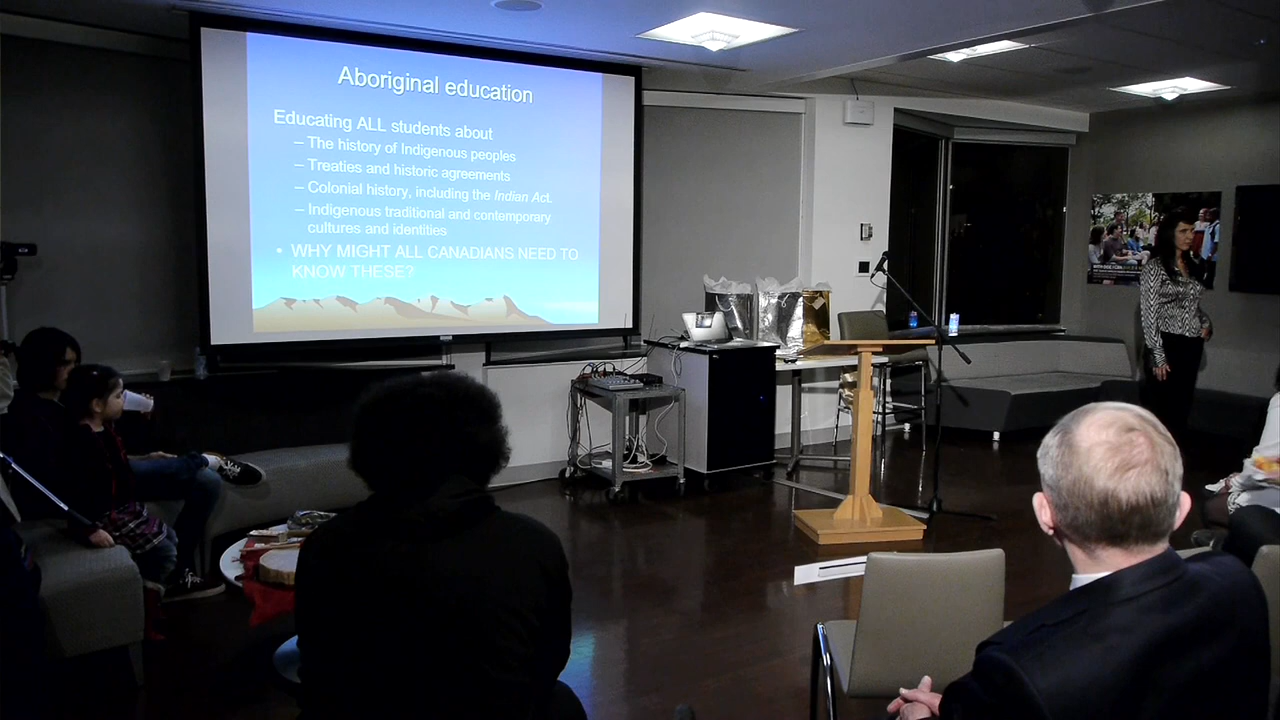 Aboriginal education
Educating ALL students about
– The history of Indigenous peoples
– Treaties and historic agreements
– Colonial history, including the Indian Act.
– Indigenous traditional and contemporary
cultures and identities
• WHY MIGHT ALL CANADIANS NEED TO
KNOW THESE?